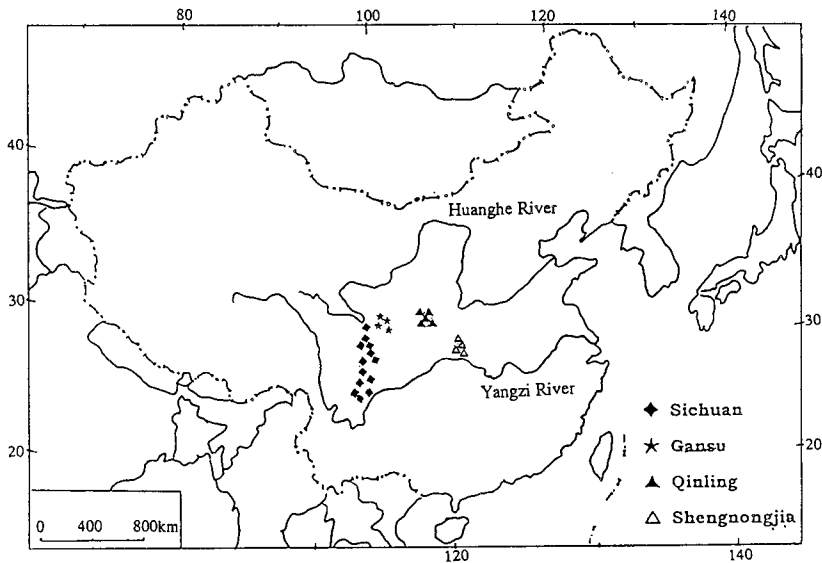 80 100 120 140
40
40
Huanghe River
30
30
Yangzi River
Sichuan
20
Gansu
20
Qinling
Shengnongjia
0 400 800km
120 140